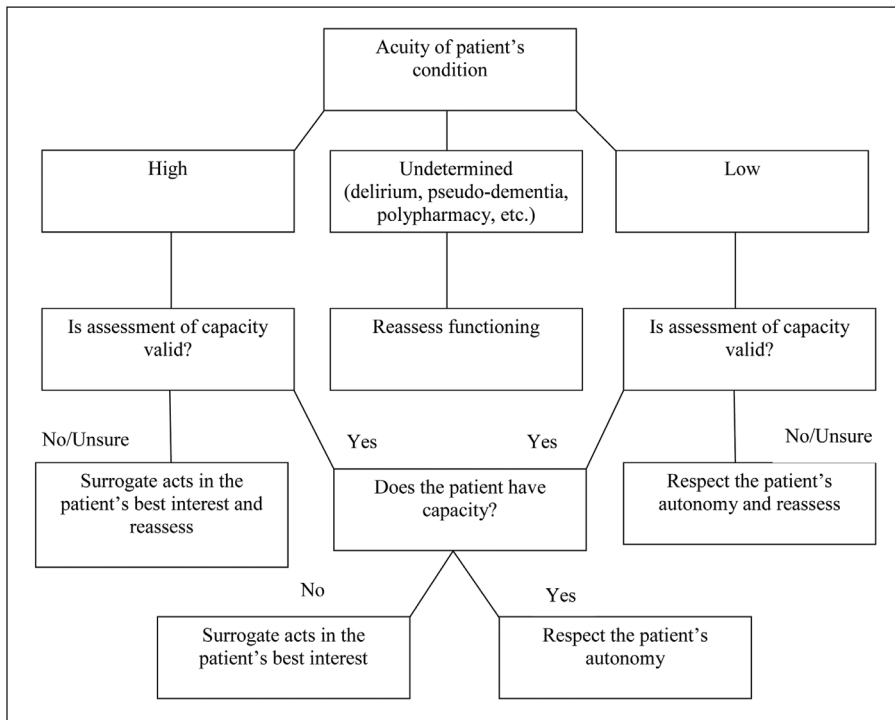 Acuity of patient’s
condition
High
Undetermined
(delirium, pseudo-dementia,
polypharmacy, etc.)
Low
Is assessment of capacity
valid?
Reassess functioning
Is assessment of capacity
valid?
No/Unsure
Yes
Yes
No/Unsure
Surrogate acts in the
patient’s best interest and
reassess
Does the patient have
capacity?
Respect the patient’s
autonomy and reassess
No
Yes
Surrogate acts in the
patient’s best interest
Respect the patient’s
autonomy